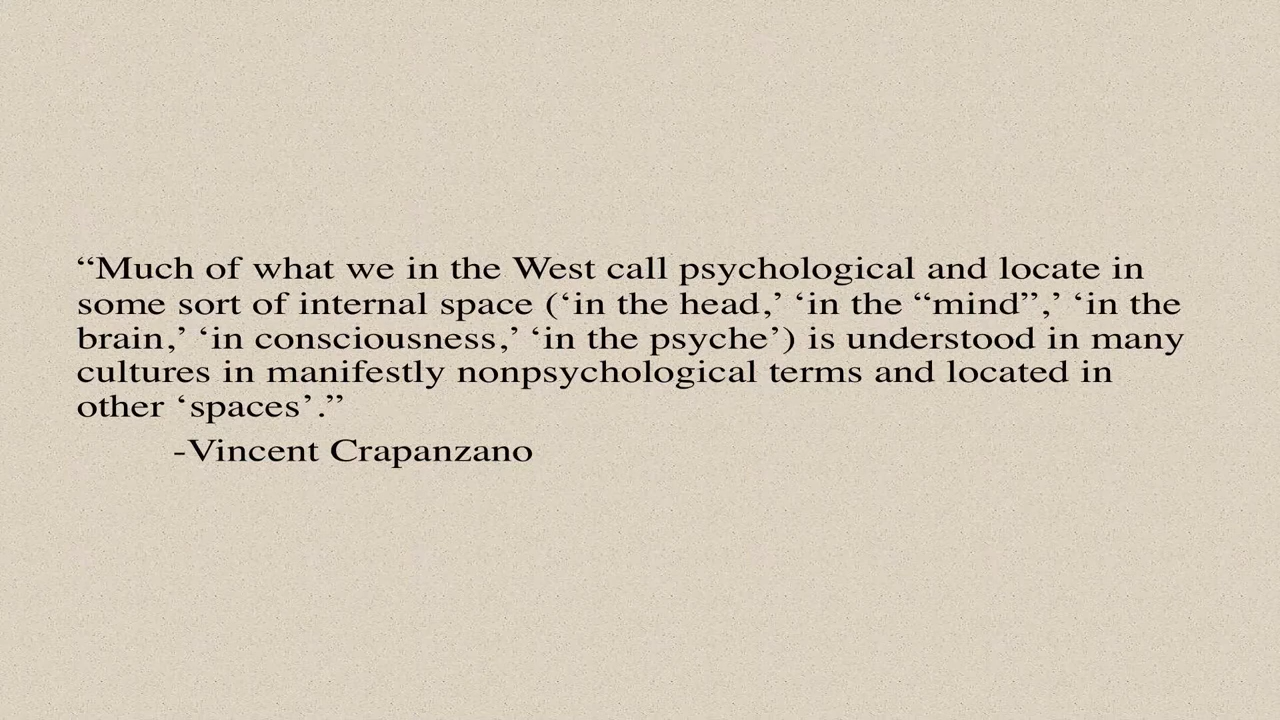 “Much of what we in the West call psychological and locate in
some sort of internal space (‘in the head,’ ‘in the “mind”,’ ‘in the
brain,’ ‘in consciousness,’ ‘in the psyche’) is understood in many
cultures in manifestly nonpsychological terms and located in
other ‘spaces’.”
-Vincent Crapanzano